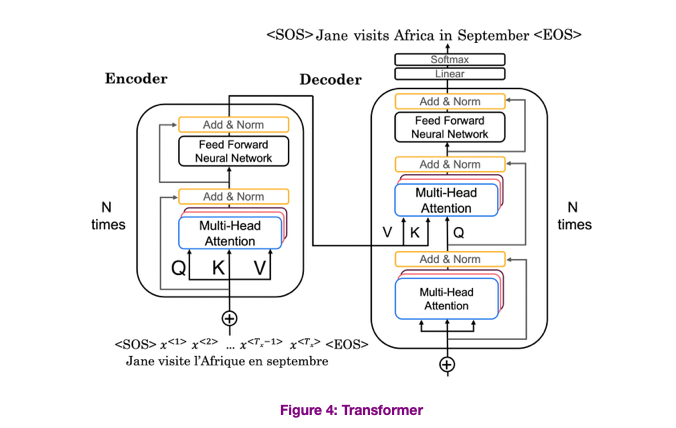 <SOS> Jane visits Africa in September <EOS>
Softmax
Linear
Encoder
Decoder
Add & Norm
Feed Forward
Neural Network
Add & Norm
Multi-Head
Attention
Q K V
N
times
<SOS> x<1> x<2> ... x<Tx−1> x<Tx> <EOS>
Jane visite l'Afrique en septembre
Add & Norm
Feed Forward
Neural Network
Add & Norm
Multi-Head
Attention
V K Q
Add & Norm
Multi-Head
Attention
N
times
Figure 4: Transformer